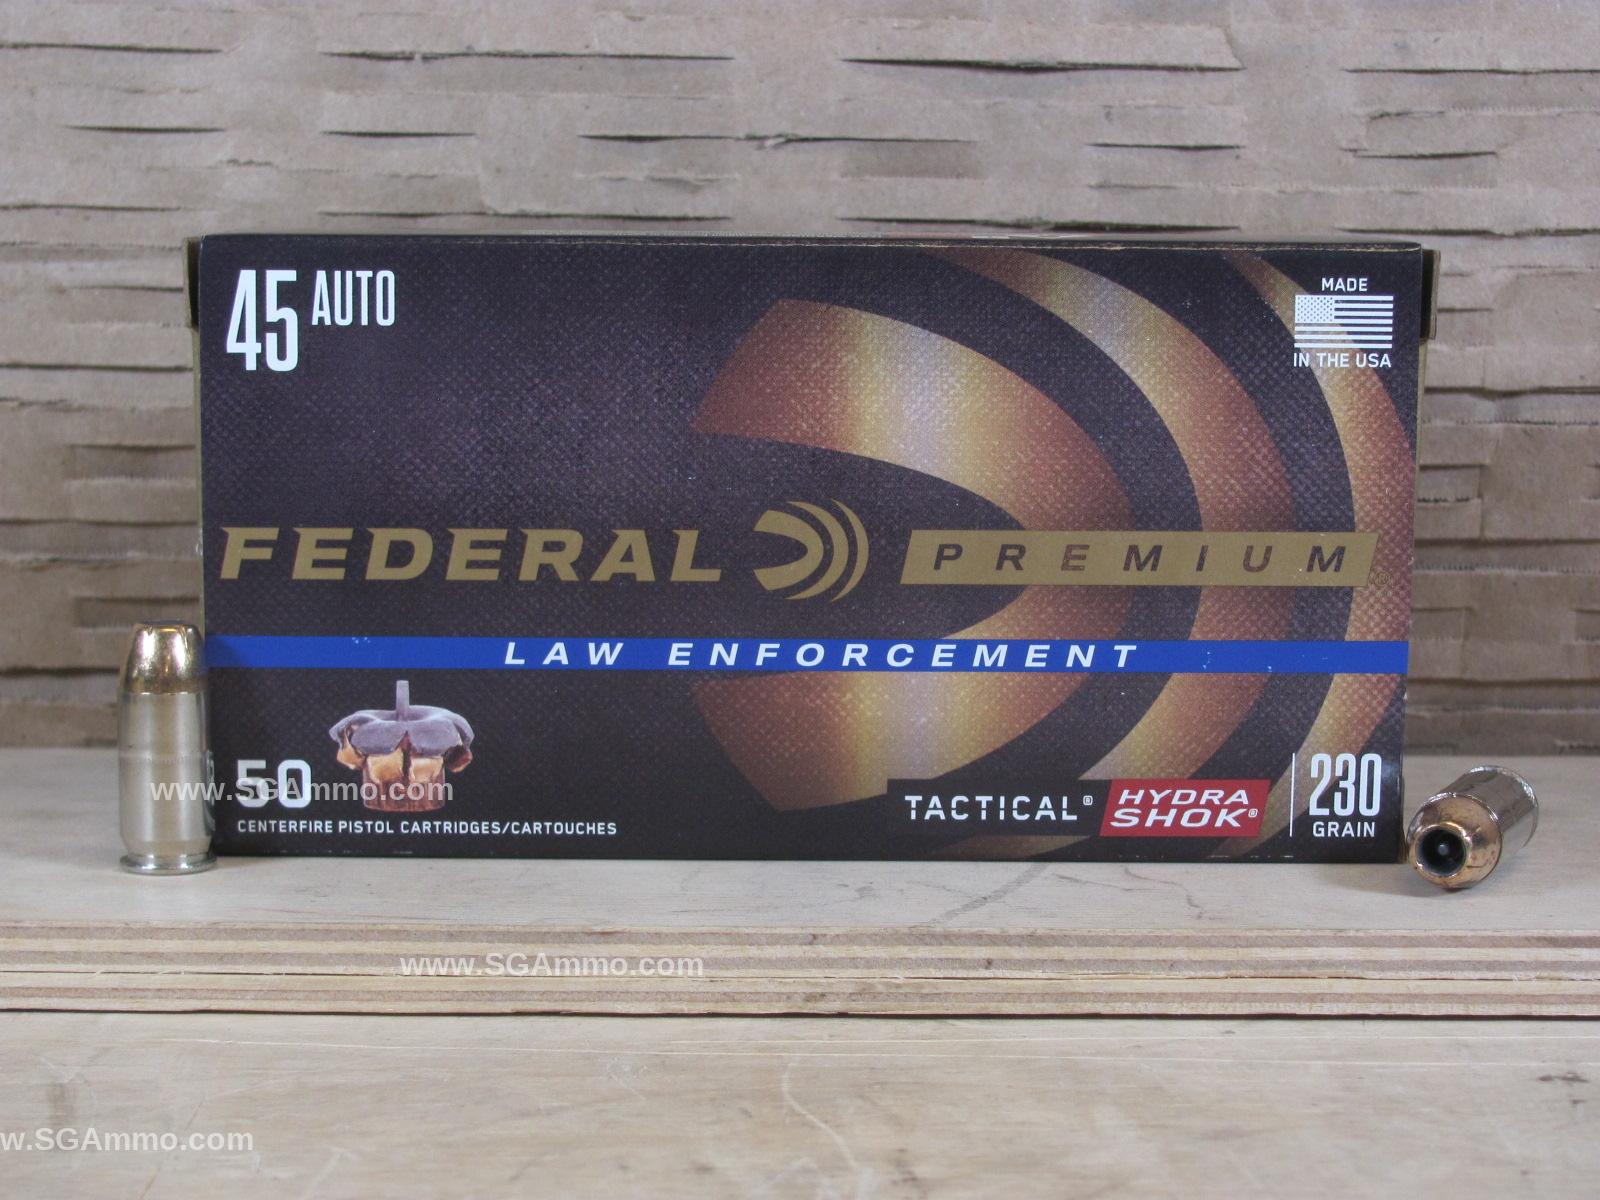 45 AUTO
MADE
IN THE USA
FEDERAL PREMIUM
LAW ENFORCEMENT
50
CENTERFIRE PISTOL CARTRIDGES/CARTOUCHES
TACTICAL® HYDRA
SHOK®
230
GRAIN
www.SGAmmo.com
www.SGAmmo.com
w.SGAmmo.com